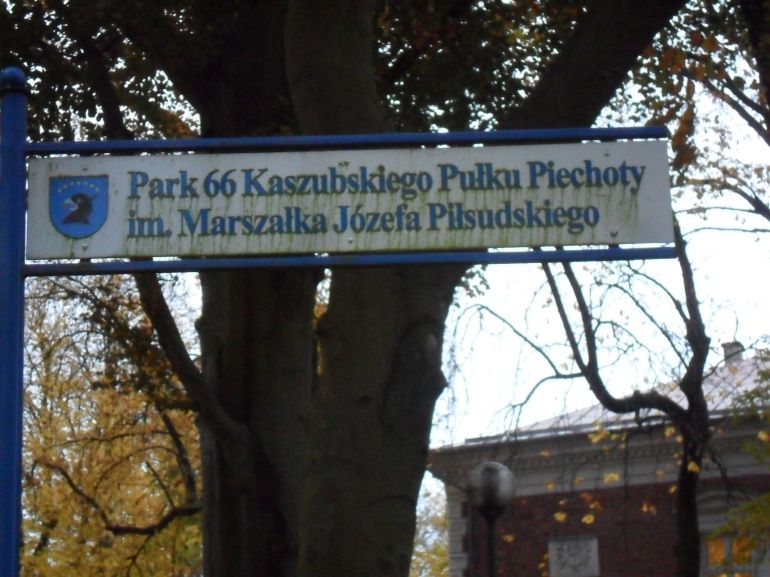 Park 66 Kaszubskiego Pułku Piechoty
im. Marszałka Józefa Piłsudskiego